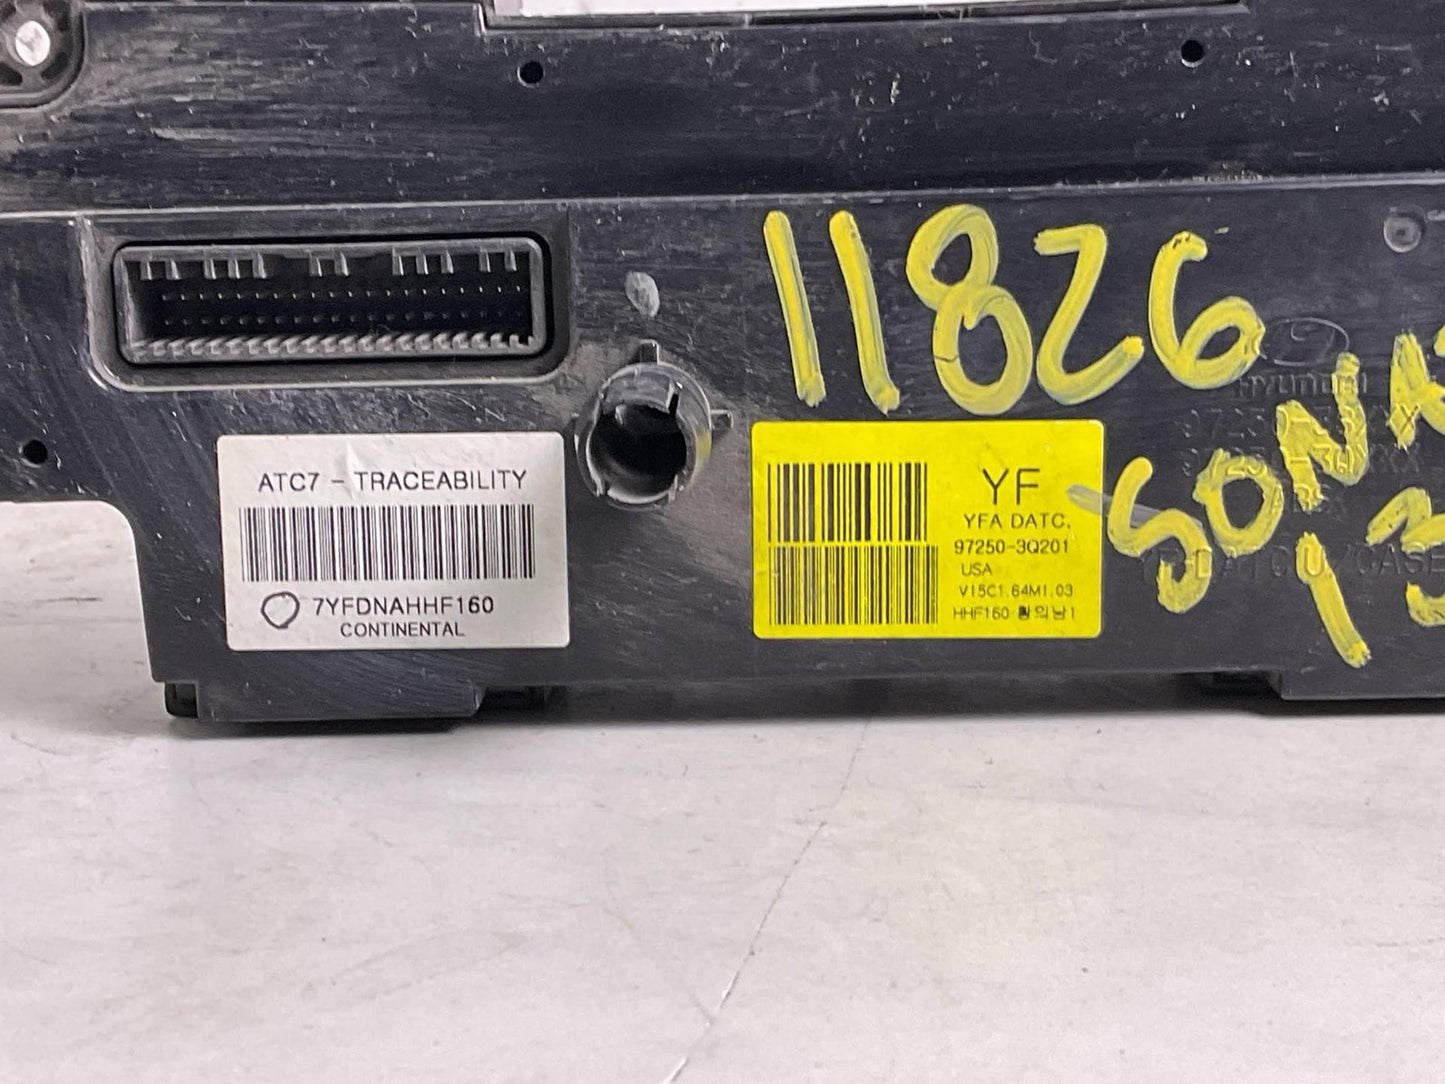 11826
HYUNDAI
SONA
13
ATC7 - TRACEABILITY
7YFDNAHHF160
CONTINENTAL
YF
YFA DATC,
97250-3Q201
USA
V15C1.64M1.03
HHF160 황의남1